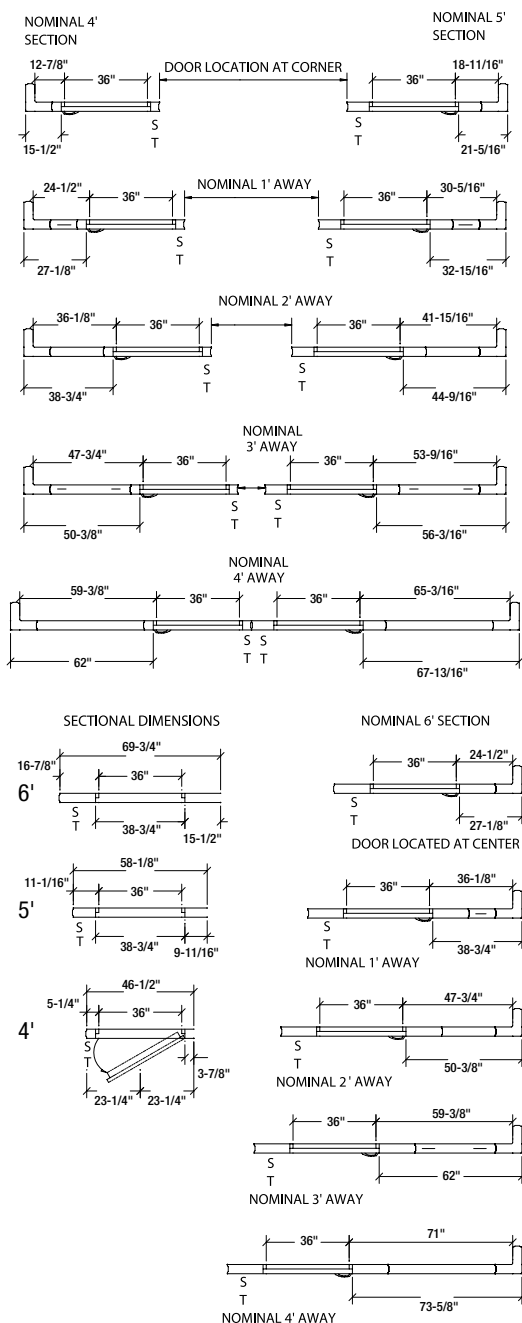 NOMINAL 4'
SECTION
NOMINAL 5'
SECTION
12-7/8"
36"
DOOR LOCATION AT CORNER
36"
18-11/16"
S
T
S
T
15-1/2"
21-5/16"
24-1/2"
36"
NOMINAL 1' AWAY
36"
30-5/16"
S
T
S
T
27-1/8"
32-15/16"
36-1/8"
36"
NOMINAL 2' AWAY
36"
41-15/16"
S
T
S
T
38-3/4"
44-9/16"
47-3/4"
36"
NOMINAL
3' AWAY
36"
53-9/16"
S
T
S
T
50-3/8"
56-3/16"
59-3/8"
36"
NOMINAL
4' AWAY
36"
65-3/16"
S
T
S
T
62"
67-13/16"
SECTIONAL DIMENSIONS
69-3/4"
16-7/8"
36"
6'
S
T
38-3/4"
15-1/2"
58-1/8"
11-1/16"
36"
5'
S
T
38-3/4"
9-11/16"
46-1/2"
5-1/4"
36"
4'
S
T
3-7/8"
23-1/4"
23-1/4"
NOMINAL 6' SECTION
36"
24-1/2"
S
T
27-1/8"
DOOR LOCATED AT CENTER
36"
36-1/8"
S
T
38-3/4"
NOMINAL 1' AWAY
36"
47-3/4"
S
T
50-3/8"
NOMINAL 2' AWAY
36"
59-3/8"
S
T
62"
NOMINAL 3' AWAY
36"
71"
S
T
73-5/8"
NOMINAL 4' AWAY